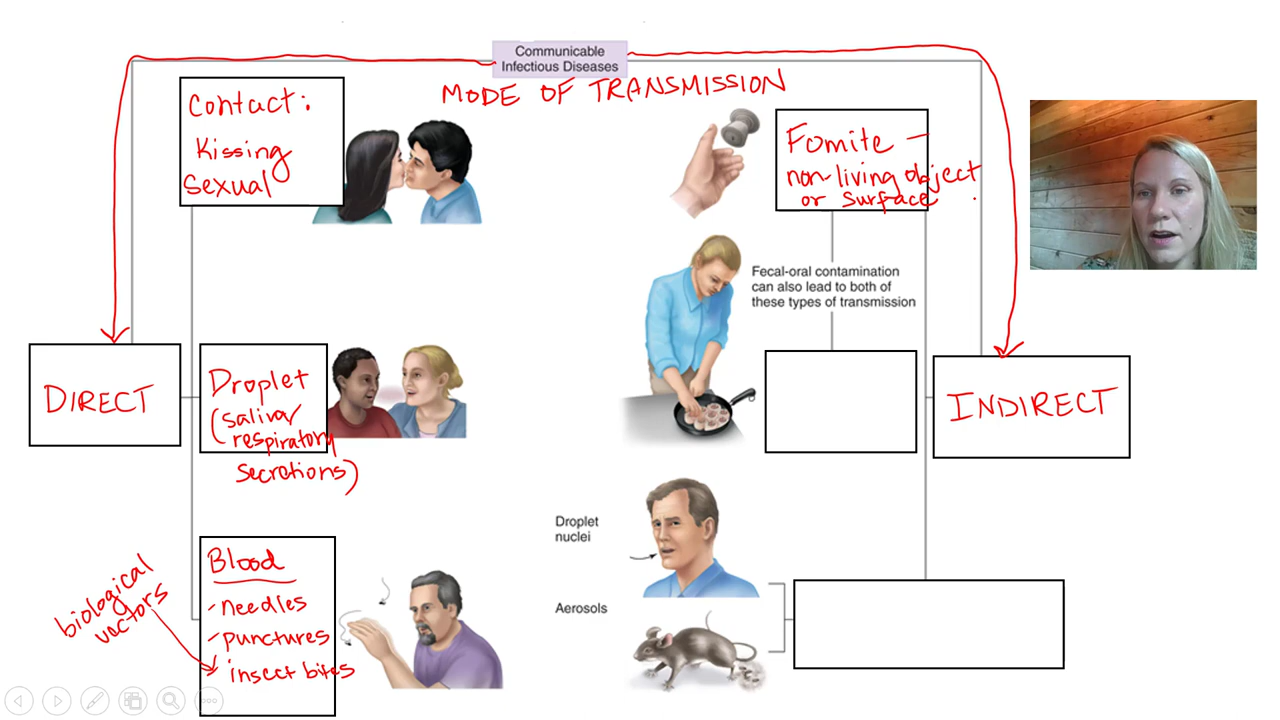 Communicable
Infectious Diseases
MODE OF TRANSMISSION
Contact:
Kissing
Sexual
Fomite -
non-living object
or surface
Fecal-oral contamination
can also lead to both of
these types of transmission
DIRECT
Droplet
(saliva/
respiratory
secretions)
INDIRECT
Droplet
nuclei
Blood
- needles
- punctures
insect bites
biological
vectors
Aerosols